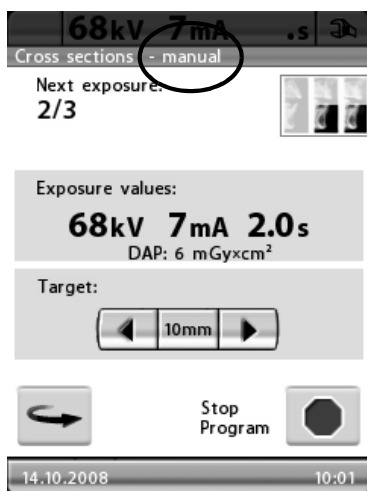 68kV 7mA .s
Cross sections - manual
Next exposure:
2/3
Exposure values:
68kV 7mA 2.0s
DAP: 6 mGy×cm²
Target:
10mm
Stop
Program
14.10.2008 10:01